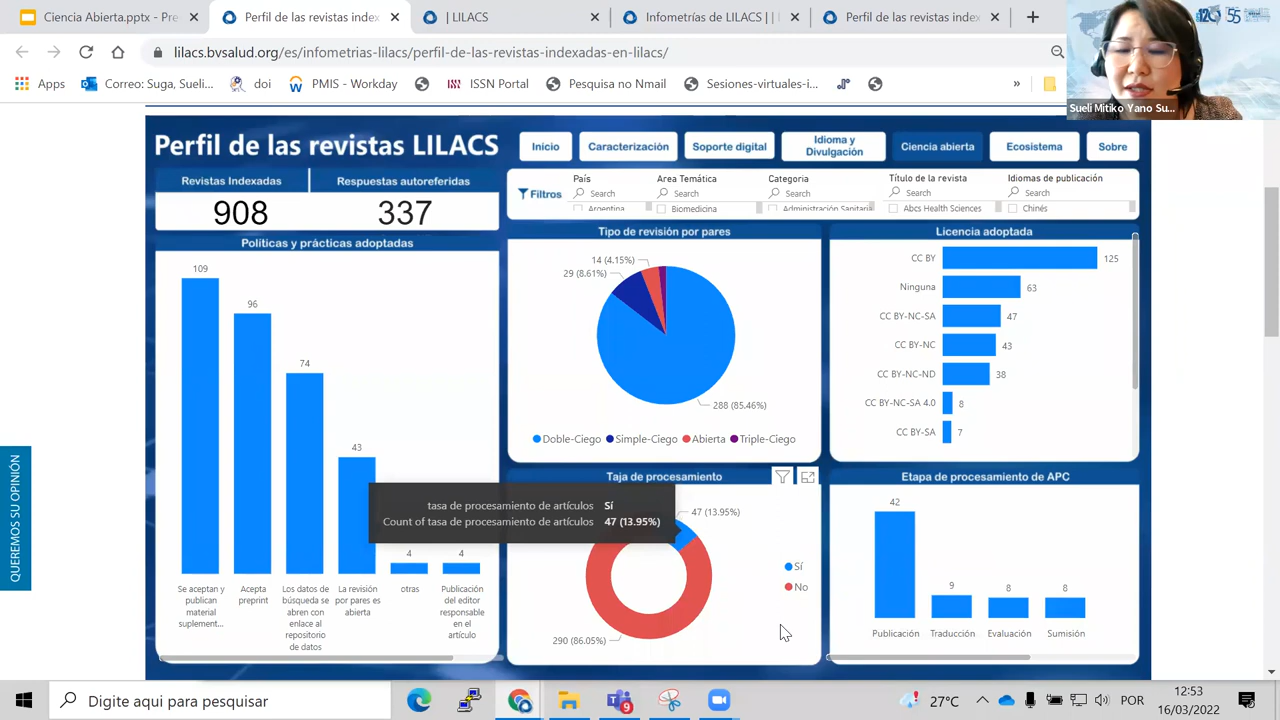 Ciencia Abierta.pptx - Pre
Perfil de las revistas index
| LILACS
Infometrías de LILACS |
Perfil de las revistas index
120 55
lilacs.bvsalud.org/es/infometrias-lilacs/perfil-de-las-revistas-indexadas-en-lilacs/
Apps
Correo: Suga, Sueli...
doi
PMIS - Workday
ISSN Portal
Pesquisa no Nmail
Sesiones-virtuales-i...
»
Sueli Mitiko Yano Su...
Perfil de las revistas LILACS
Início
Caracterización
Soporte digital
Idioma y
Divulgación
Ciencia abierta
Ecosistema
Sobre
Revistas Indexadas
Respuestas autoreferidas
908
337
Filtros
País
Search
Argentina
Area Temática
Search
Biomedicina
Categoria
Search
Administración Sanitaria
Título de la revista
Search
Abcs Health Sciences
Idiomas de publicación
Search
Chinés
Políticas y prácticas adoptadas
109
96
74
43
4
4
Se aceptan y
publican
material
suplement...
Acepta
preprint
Los datos de
búsqueda se
abren con
enlace al
repositorio
de datos
La revisión
por pares es
abierta
otras
Publicación
del editor
responsable
en el
artículo
Tipo de revisión por pares
14 (4.15%)
29 (8.61%)
288 (85.46%)
Doble-Ciego
Simple-Ciego
Abierta
Triple-Ciego
Licencia adoptada
CC BY 125
Ninguna 63
CC BY-NC-SA 47
CC BY-NC 43
CC BY-NC-ND 38
CC BY-NC-SA 4.0 8
CC BY-SA 7
Taja de procesamiento
tasa de procesamiento de artículos Sí
Count of tasa de procesamiento de artículos 47 (13.95%)
47 (13.95%)
290 (86.05%)
Sí
No
Etapa de procesamiento de APC
42
9
8
8
Publicación
Traducción
Evaluación
Sumisión
QUEREMOS SU OPINIÓN
Digite aqui para pesquisar
9
27°C
POR
12:53
16/03/2022